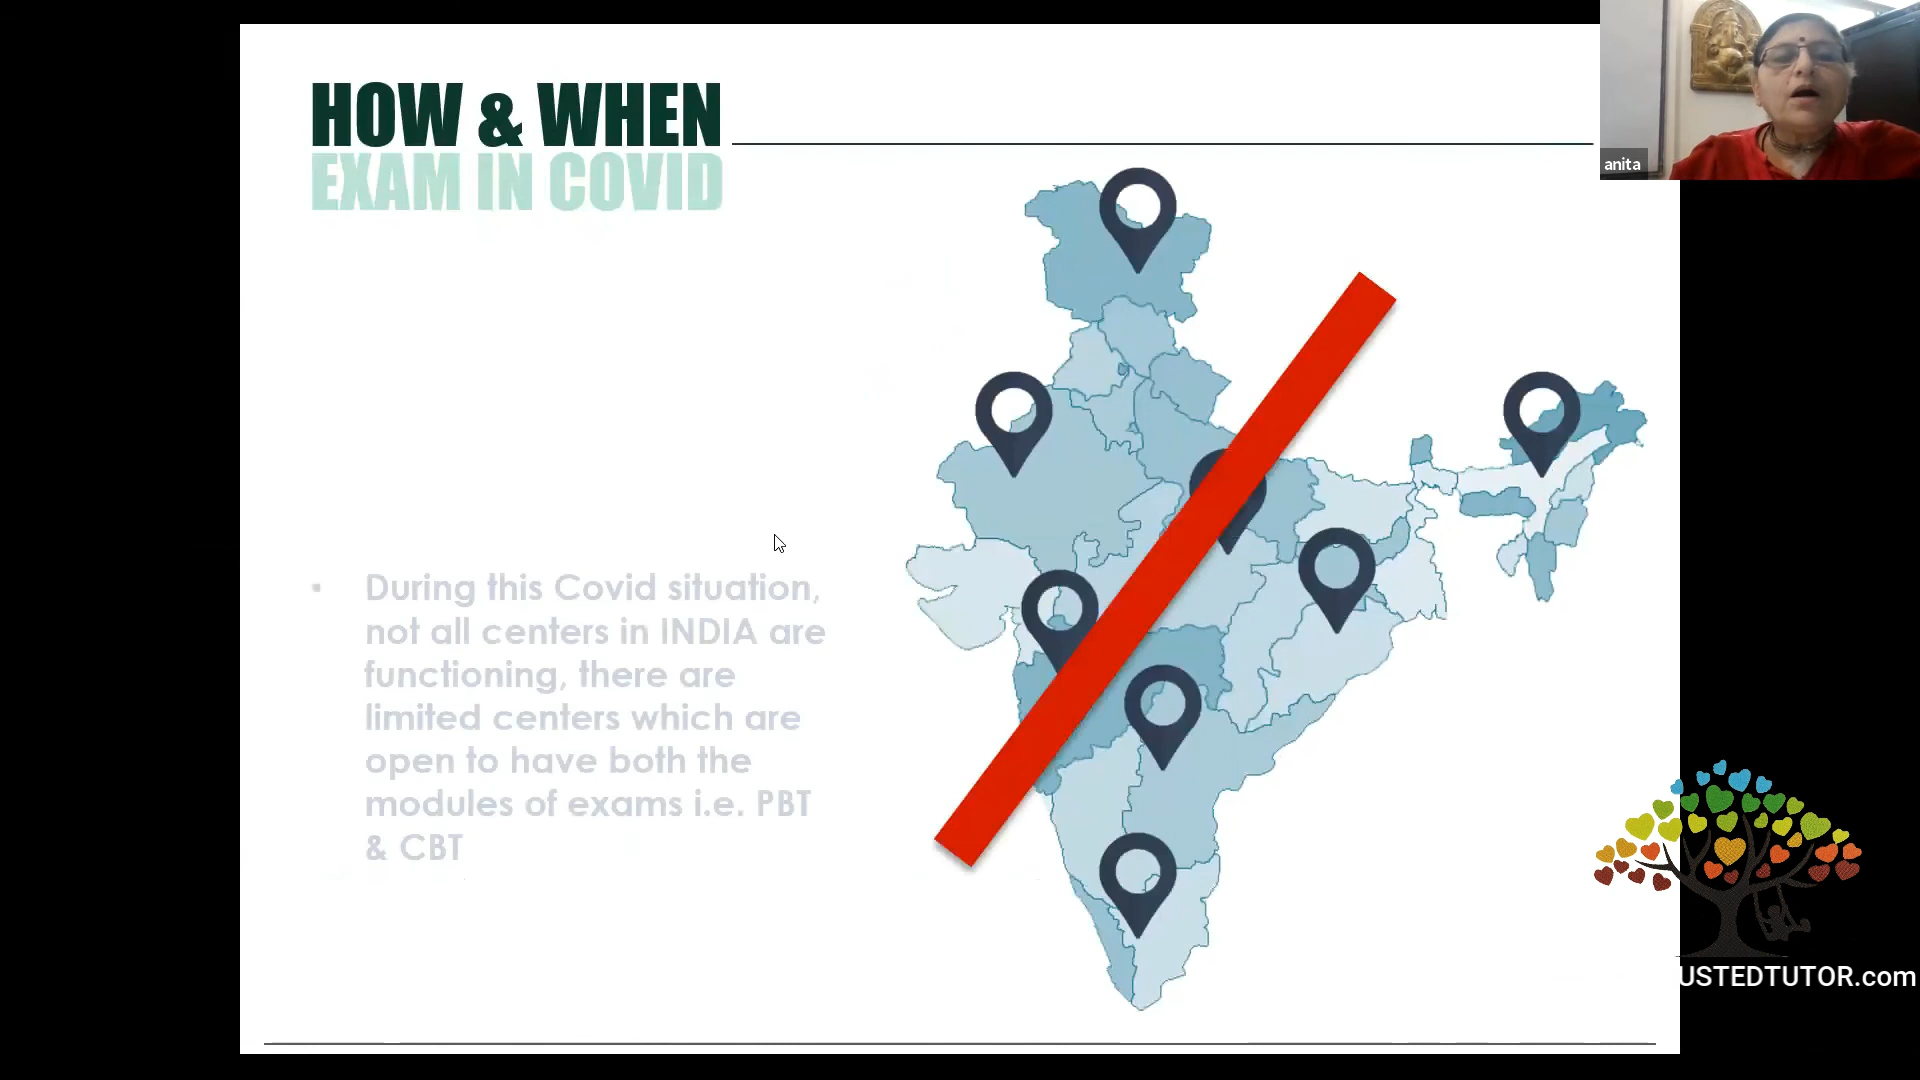 HOW & WHEN
EXAM IN COVID
anita
• During this Covid situation,
not all centers in INDIA are
functioning, there are
limited centers which are
open to have both the
modules of exams i.e. PBT
& CBT
USTEDTUTOR.com